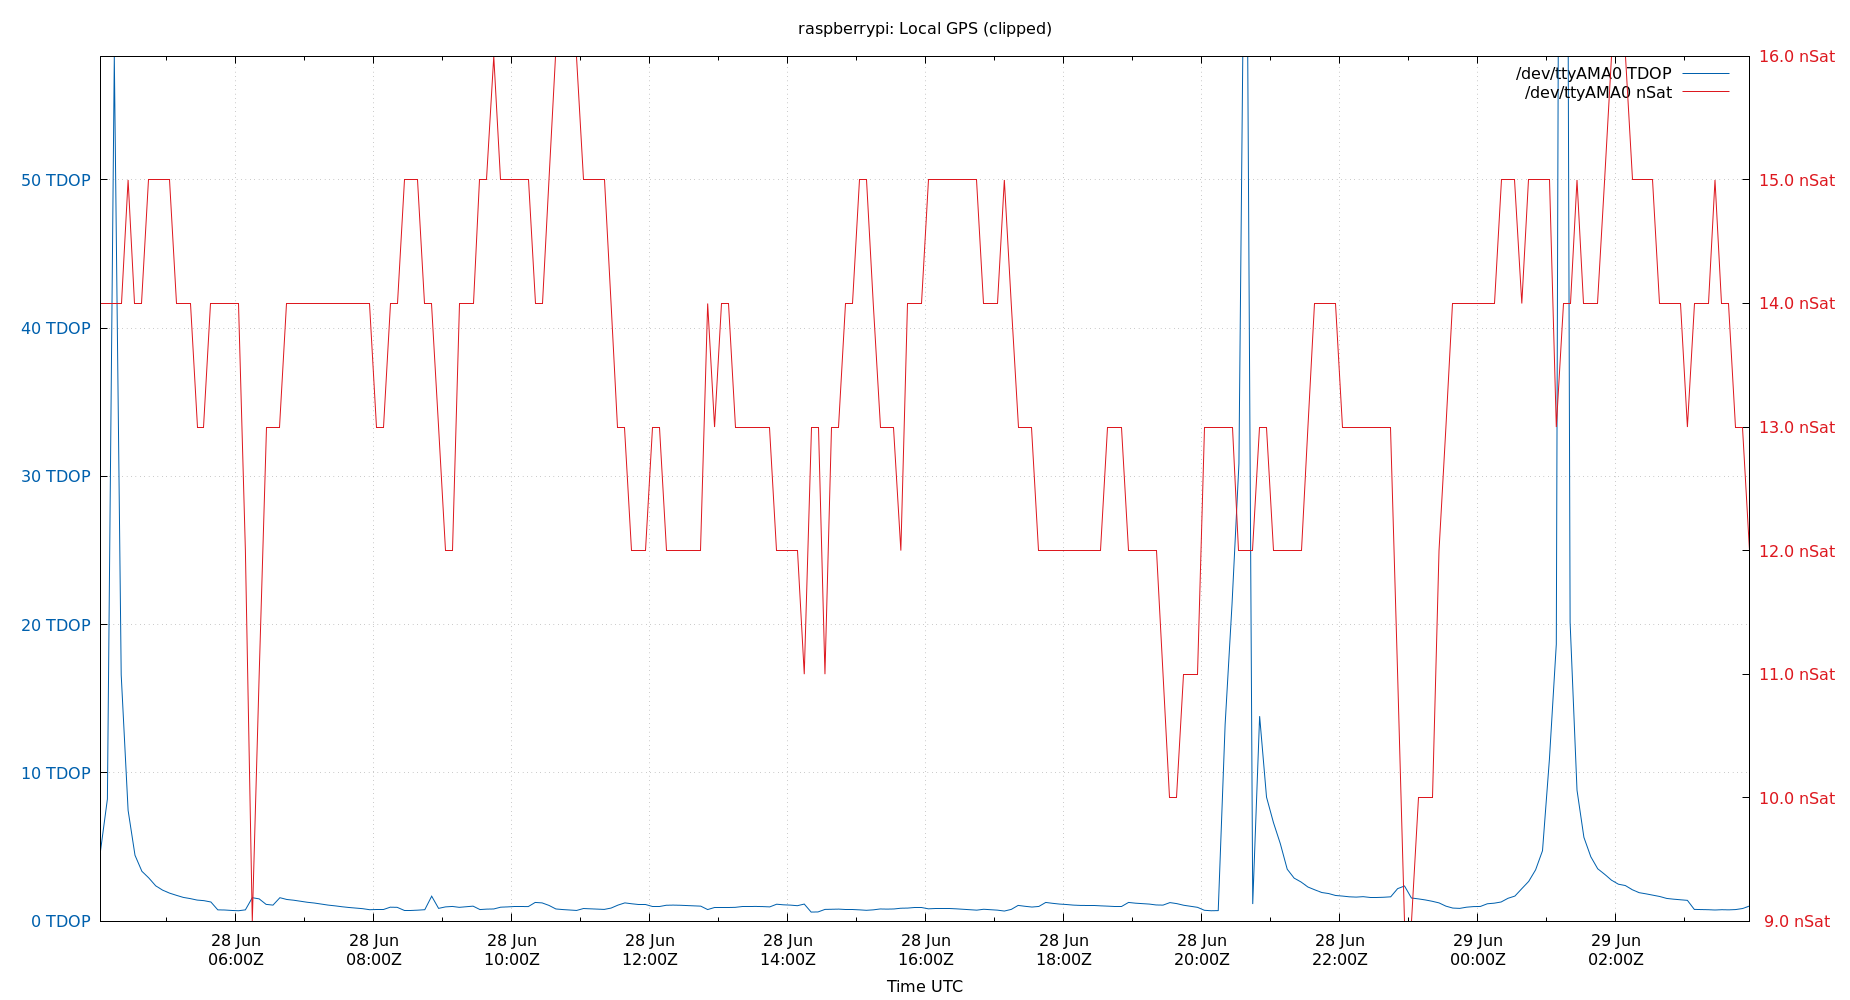 raspberrypi: Local GPS (clipped)
/dev/ttyAMA0 TDOP
/dev/ttyAMA0 nSat
50 TDOP
40 TDOP
30 TDOP
20 TDOP
10 TDOP
0 TDOP
16.0 nSat
15.0 nSat
14.0 nSat
13.0 nSat
12.0 nSat
11.0 nSat
10.0 nSat
9.0 nSat
28 Jun 28 Jun 28 Jun 28 Jun 28 Jun 28 Jun 28 Jun 28 Jun 28 Jun 29 Jun 29 Jun
06:00Z 08:00Z 10:00Z 12:00Z 14:00Z 16:00Z 18:00Z 20:00Z 22:00Z 00:00Z 02:00Z
Time UTC